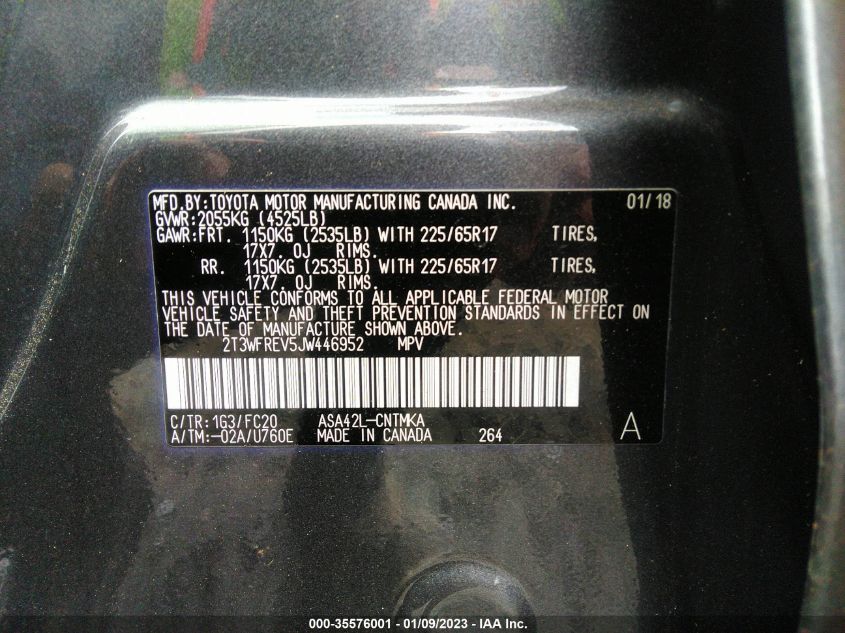 MFD.BY:TOYOTA MOTOR MANUFACTURING CANADA INC. 01/18
GVWR:2055KG (4525LB)
GAWR:FRT. 1150KG (2535LB) WITH 225/65R17 TIRES,
17X7.0J RIMS.
RR. 1150KG (2535LB) WITH 225/65R17 TIRES,
17X7.0J RIMS.
THIS VEHICLE CONFORMS TO ALL APPLICABLE FEDERAL MOTOR
VEHICLE SAFETY AND THEFT PREVENTION STANDARDS IN EFFECT ON
THE DATE OF MANUFACTURE SHOWN ABOVE.
2T3WFREV5JW446952 MPV
C/TR:1G3/FC20 ASA42L-CNTMKA
A/TM:-02A/U760E MADE IN CANADA 264 A
000-35576001 - 01/09/2023 - IAA Inc.